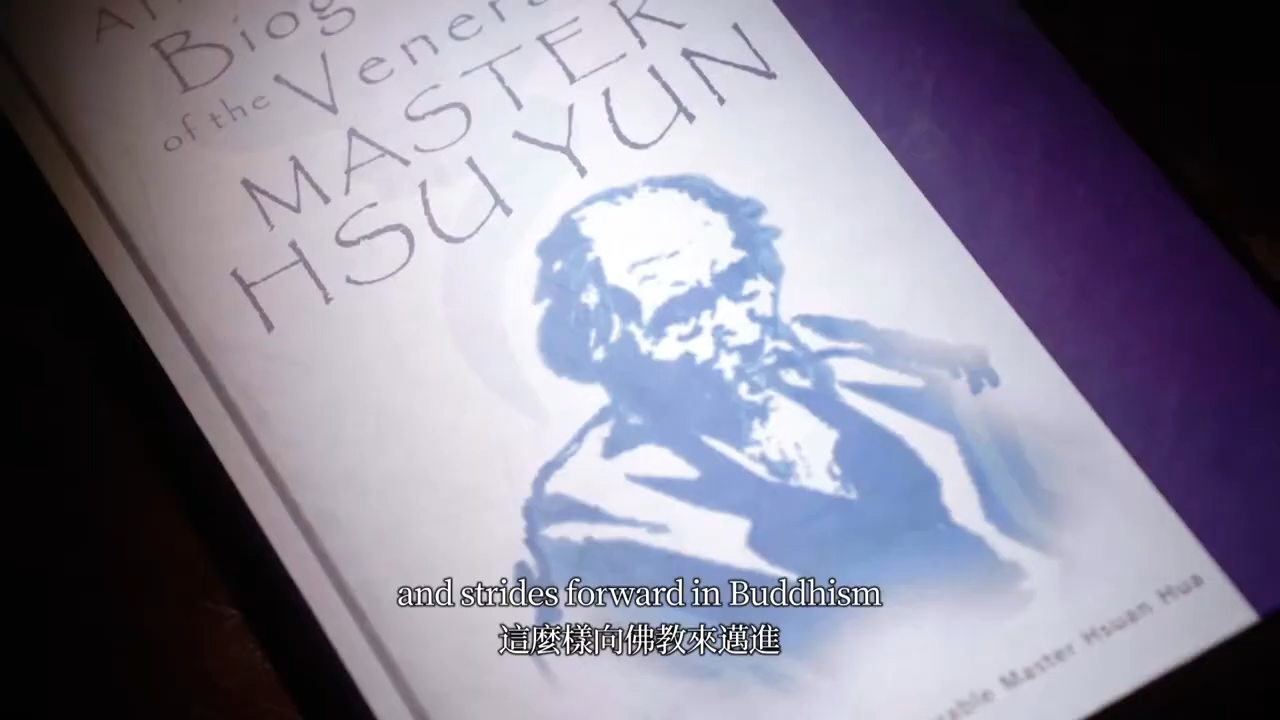 Biog
of the Venera
MASTER
HSU YUN
and strides forward in Buddhism
這麼樣向佛教來邁進
able Master Hsuan Hua